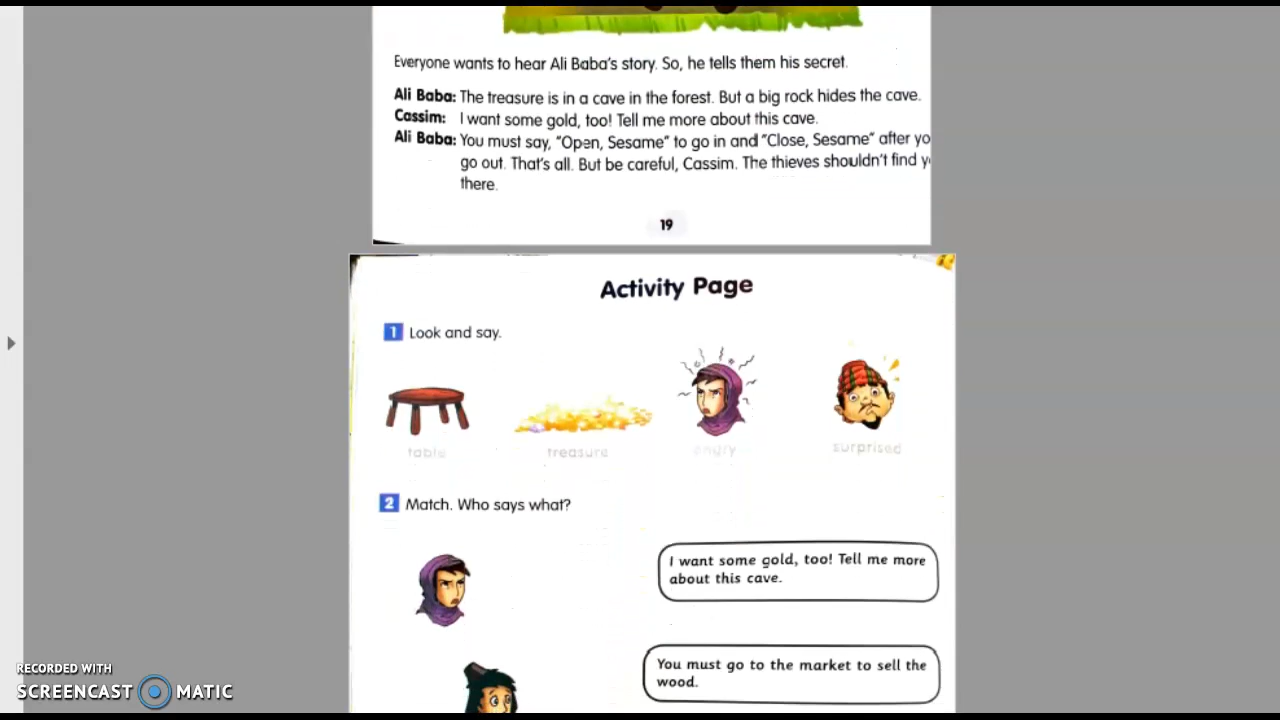 Everyone wants to hear Ali Baba's story. So, he tells them his secret.
Ali Baba: The treasure is in a cave in the forest. But a big rock hides the cave.
Cassim: I want some gold, too! Tell me more about this cave.
Ali Baba: You must say, "Open, Sesame" to go in and "Close, Sesame" after yo
go out. That's all. But be careful, Cassim. The thieves shouldn't find y
there.
19
Activity Page
1 Look and say.
table treasure angry surprised
2 Match. Who says what?
I want some gold, too! Tell me more
about this cave.
You must go to the market to sell the
wood.
RECORDED WITH
SCREENCAST MATIC